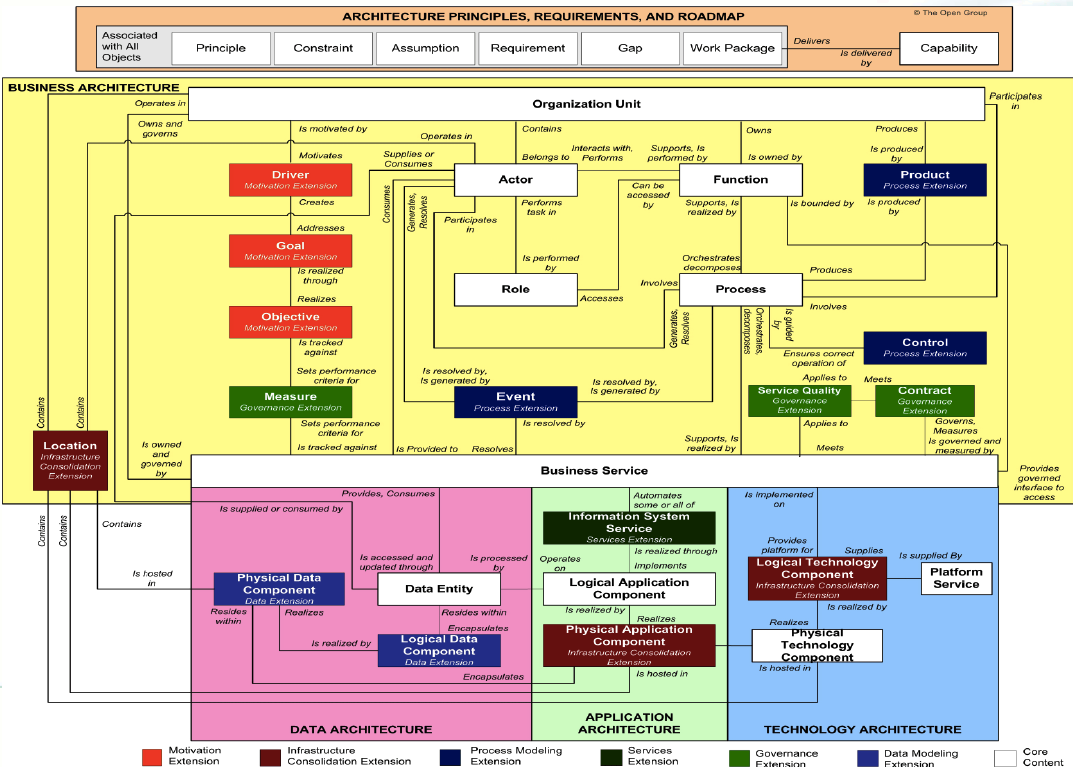 ARCHITECTURE PRINCIPLES, REQUIREMENTS, AND ROADMAP
© The Open Group
Associated
with All
Objects
Principle
Constraint
Assumption
Requirement
Gap
Work Package
Delivers
Is delivered
by
Capability
BUSINESS ARCHITECTURE
Operates in
Organization Unit
Participates
in
Owns and
governs
Is motivated by
Operates in
Contains
Owns
Produces
Motivates
Supplies or
Consumes
Belongs to
Interacts with,
Performs
Supports, Is
performed by
Is owned by
Is produced
by
Driver
Motivation Extension
Actor
Function
Product
Process Extension
Creates
Consumes
Generates,
Resolves
Participates
in
Performs
task in
Can be
accessed
by
Supports, Is
realized by
Is bounded by
Is produced
by
Addresses
Goal
Motivation Extension
Is realized
through
Is performed
by
Orchestrates
decomposes
Produces
Realizes
Role
Accesses
Involves
Process
Involves
Objective
Motivation Extension
Is tracked
against
Generates,
Resolves
Orchestrates,
decomposes
Is guided
by
Control
Process Extension
Ensures correct
operation of
Sets performance
criteria for
Is resolved by,
Is generated by
Is resolved by,
Is generated by
Applies to
Meets
Measure
Governance Extension
Event
Process Extension
Service Quality
Governance
Extension
Contract
Governance
Extension
Sets performance
criteria for
Is resolved by
Applies to
Governs,
Measures
Contains
Contains
Location
Infrastructure
Consolidation
Extension
Is owned
and
governed
by
Is tracked against
Is Provided to
Resolves
Supports, Is
realized by
Meets
Is governed and
measured by
Business Service
Provides
governed
interface to
access
Provides, Consumes
Is supplied or consumed by
Automates
some or all of
Is Implemented
on
Contains
Contains
Contains
Information System
Service
Services Extension
Is accessed and
updated through
Is processed
by
Operates
on
Is realized through
Implements
Provides
platform for
Supplies
Is supplied By
Is hosted
in
Physical Data
Component
Data Extension
Data Entity
Logical Application
Component
Logical Technology
Component
Infrastructure Consolidation
Extension
Platform
Service
Resides
within
Realizes
Resides within
Is realized by
Is realized by
Encapsulates
Realizes
Realizes
Is realized by
Logical Data
Component
Data Extension
Physical Application
Component
Infrastructure Consolidation
Extension
Physical
Technology
Component
Encapsulates
Is hosted in
Is hosted in
DATA ARCHITECTURE
APPLICATION
ARCHITECTURE
TECHNOLOGY ARCHITECTURE
Motivation
Extension
Infrastructure
Consolidation Extension
Process Modeling
Extension
Services
Extension
Governance
Extension
Data Modeling
Extension
Core
Content